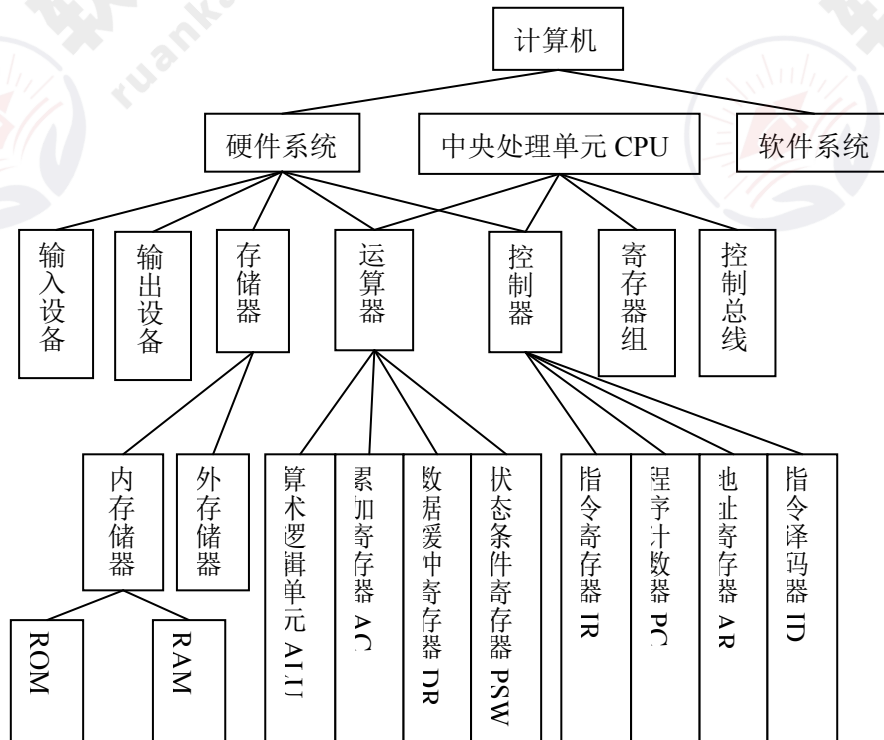 计算机
硬件系统
中央处理单元 CPU
软件系统
输入设备
输出设备
存储器
运算器
控制器
寄存器组
控制总线
内存储器
外存储器
算术逻辑单元 ALU
累加寄存器 AC
数据缓冲寄存器 DR
状态条件寄存器 PSW
指令寄存器 IR
程序计数器 PC
地址寄存器 AR
指令译码器 ID
ROM
RAM